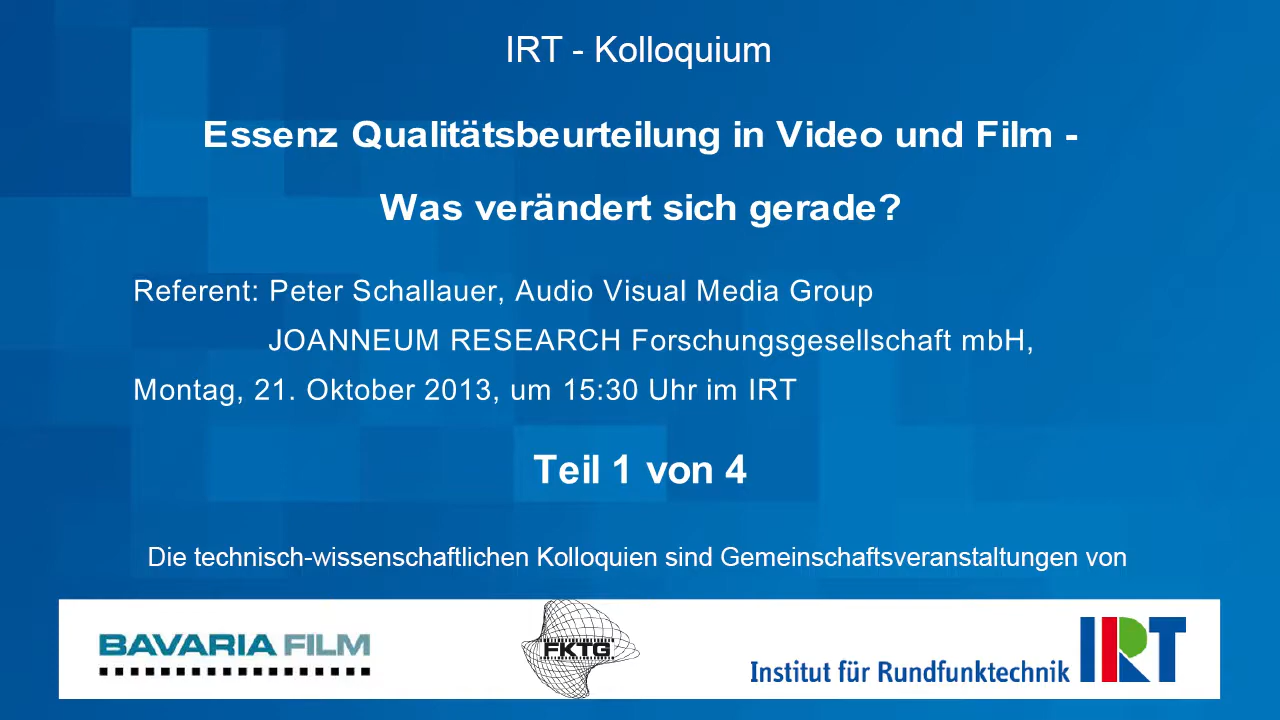 IRT - Kolloquium
Essenz Qualitätsbeurteilung in Video und Film -
Was verändert sich gerade?
Referent: Peter Schallauer, Audio Visual Media Group
JOANNEUM RESEARCH Forschungsgesellschaft mbH,
Montag, 21. Oktober 2013, um 15:30 Uhr im IRT
Teil 1 von 4
Die technisch-wissenschaftlichen Kolloquien sind Gemeinschaftsveranstaltungen von
BAVARIA FILM
FKTG
Institut für Rundfunktechnik IRT